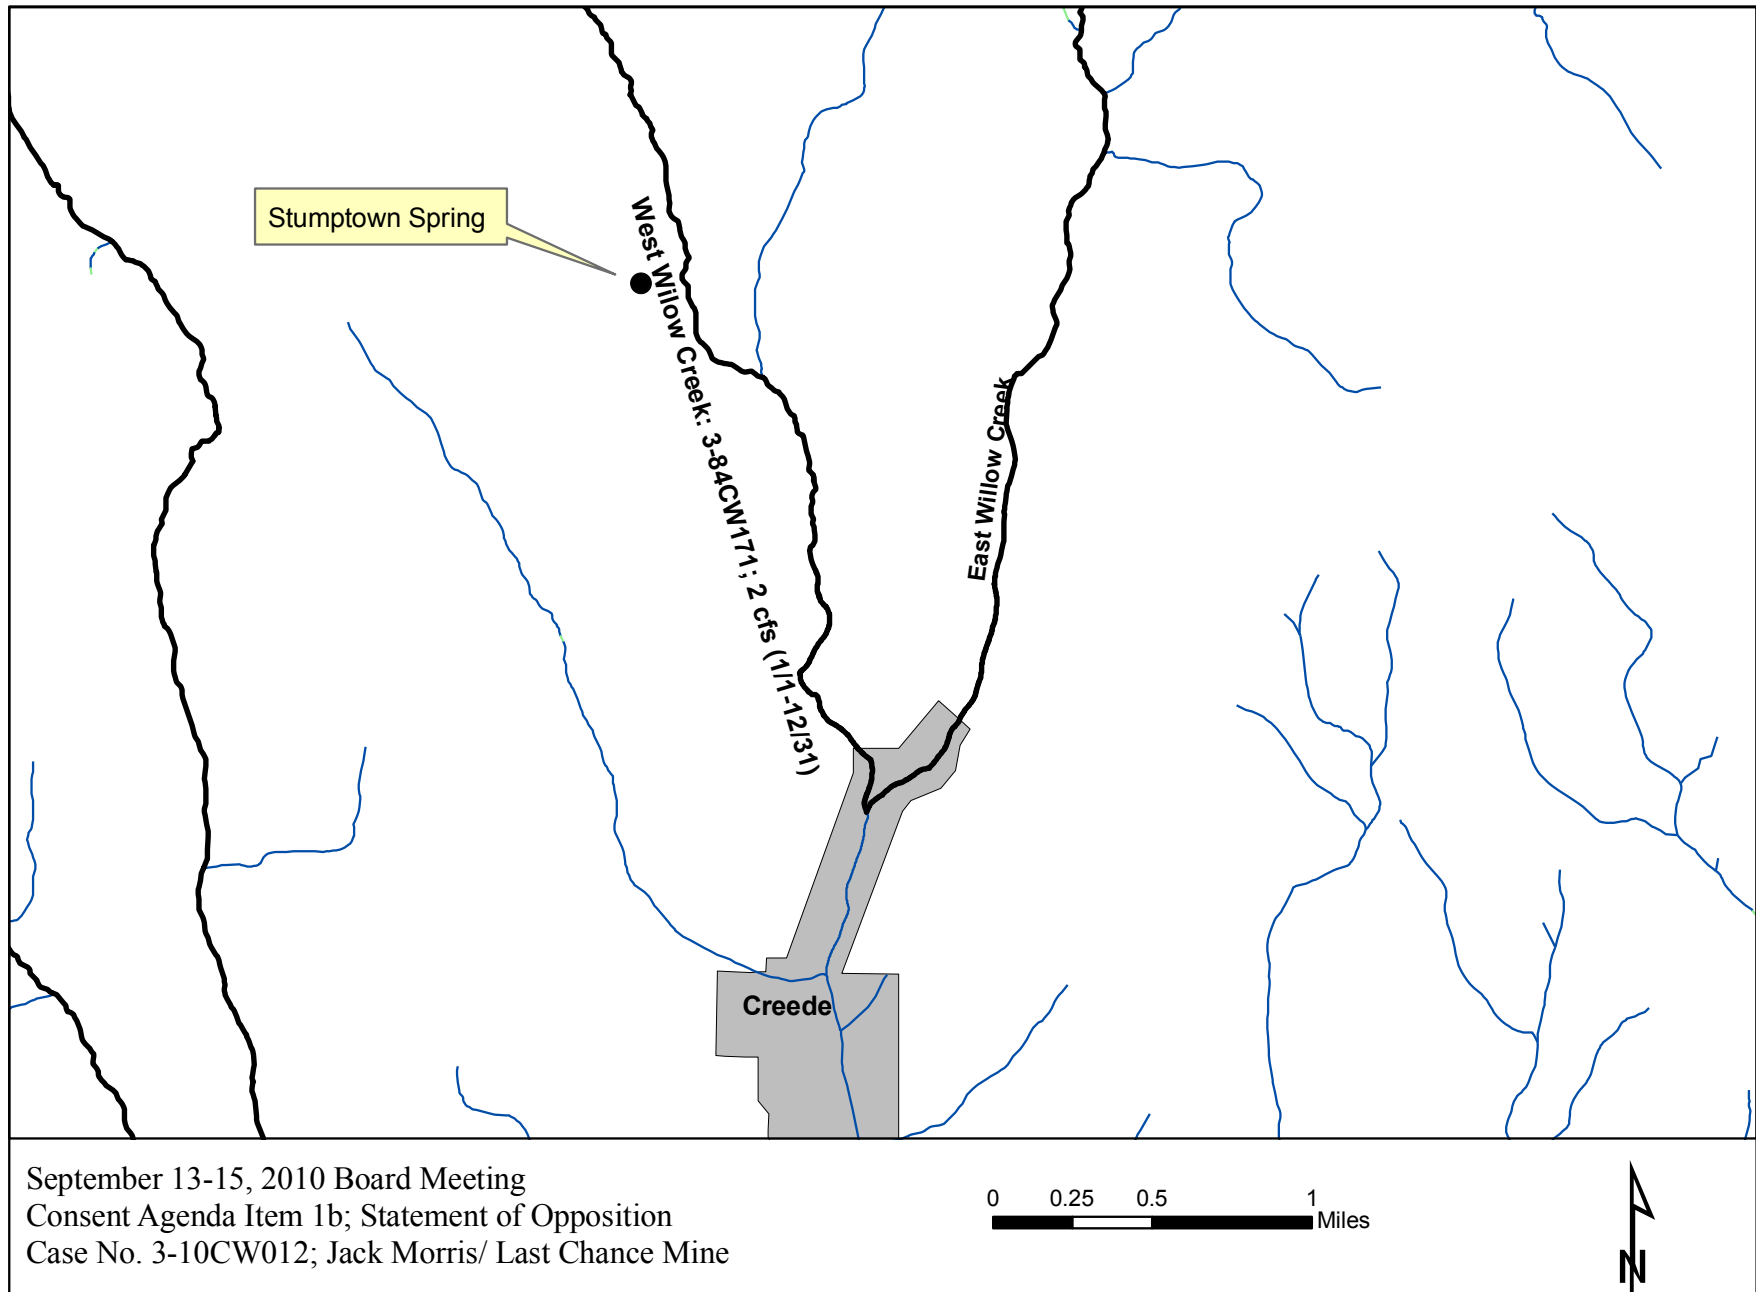 Stumptown Spring
West Wilow Creek: 3-84CW171; 2 cfs (1/1-12/31)
East Willow Creek
Creede
September 13-15, 2010 Board Meeting
Consent Agenda Item 1b; Statement of Opposition
Case No. 3-10CW012; Jack Morris/ Last Chance Mine
0 0.25 0.5 1
Miles
N